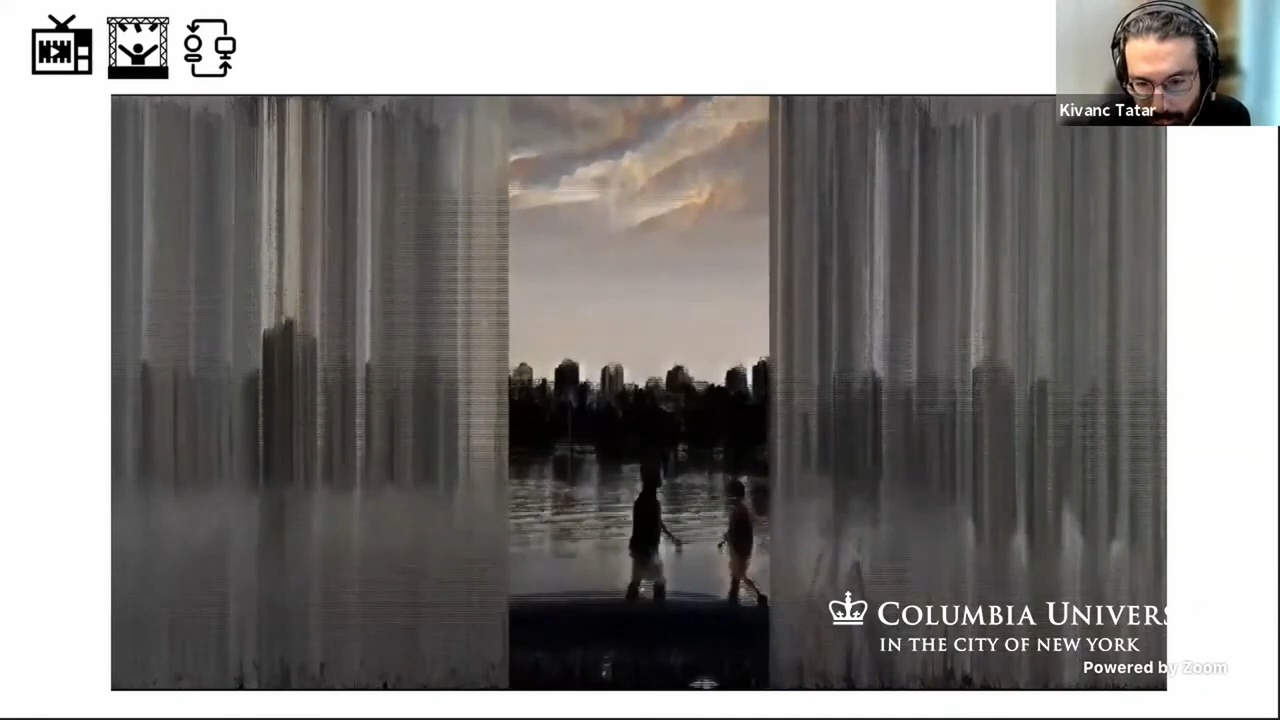 Kivanc Tatar
COLUMBIA UNIVERS
IN THE CITY OF NEW YORK
Powered by Zoom